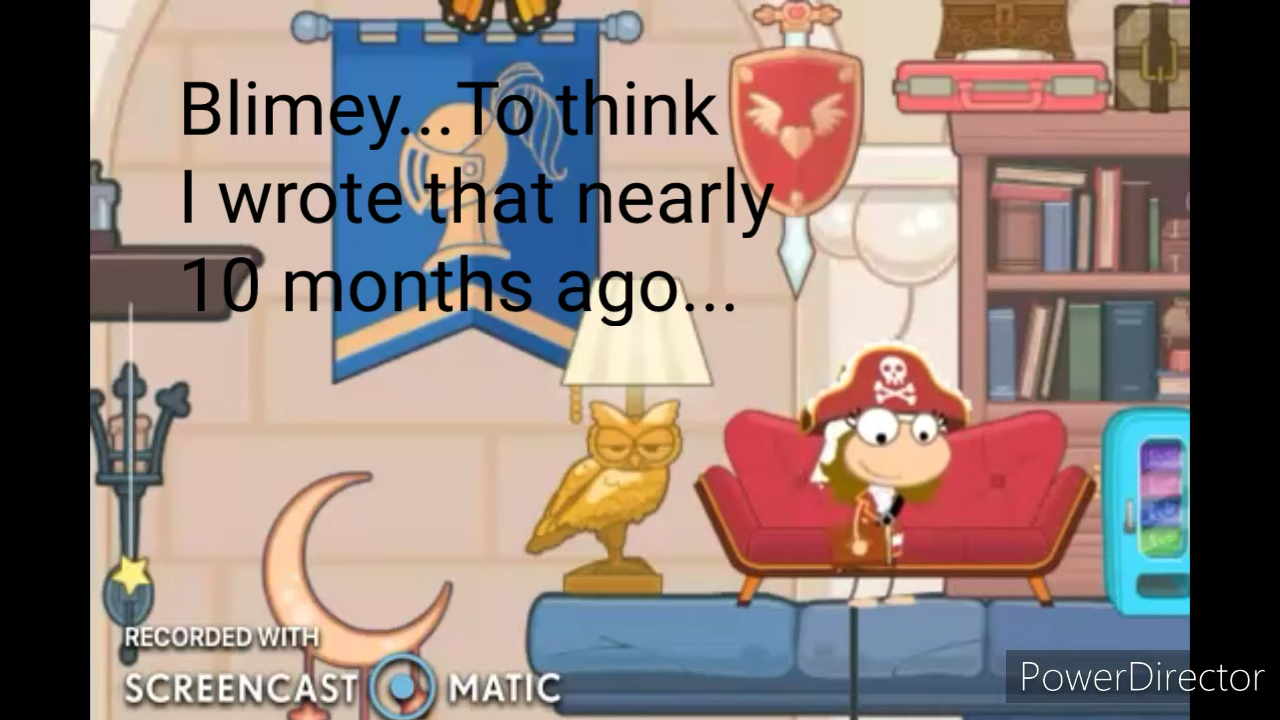 Blimey...To think
I wrote that nearly
10 months ago...
RECORDED WITH
SCREENCAST MATIC
PowerDirector